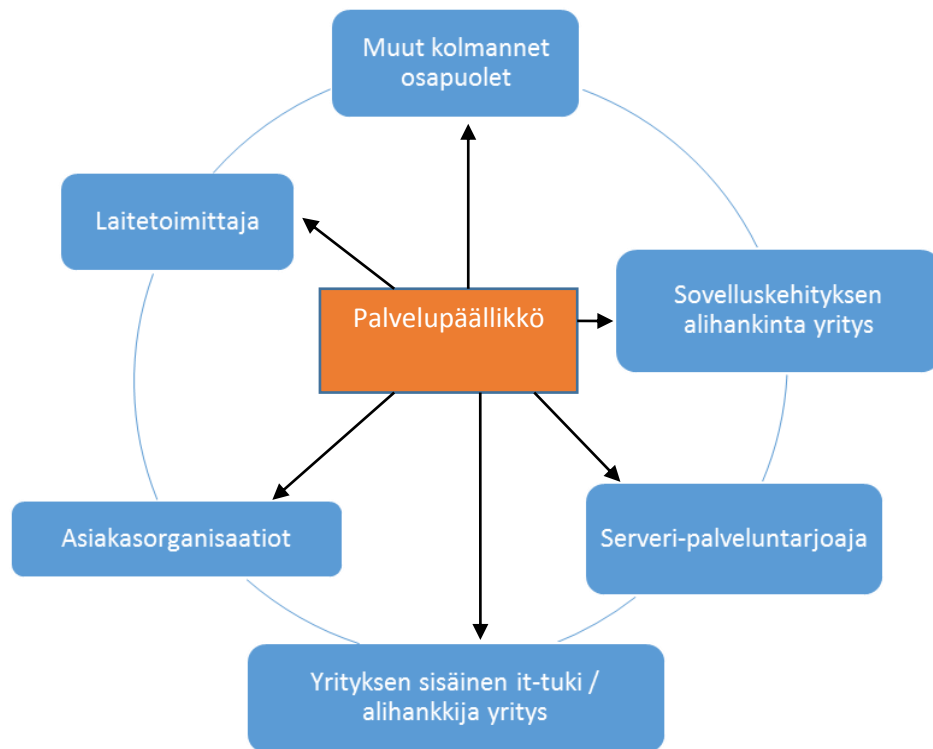 Muut kolmannet
osapuolet
Laitetoimittaja
Palvelupäällikkö
Sovelluskehityksen
alihankinta yritys
Asiakasorganisaatiot
Serveri-palveluntarjoaja
Yrityksen sisäinen it-tuki /
alihankkija yritys